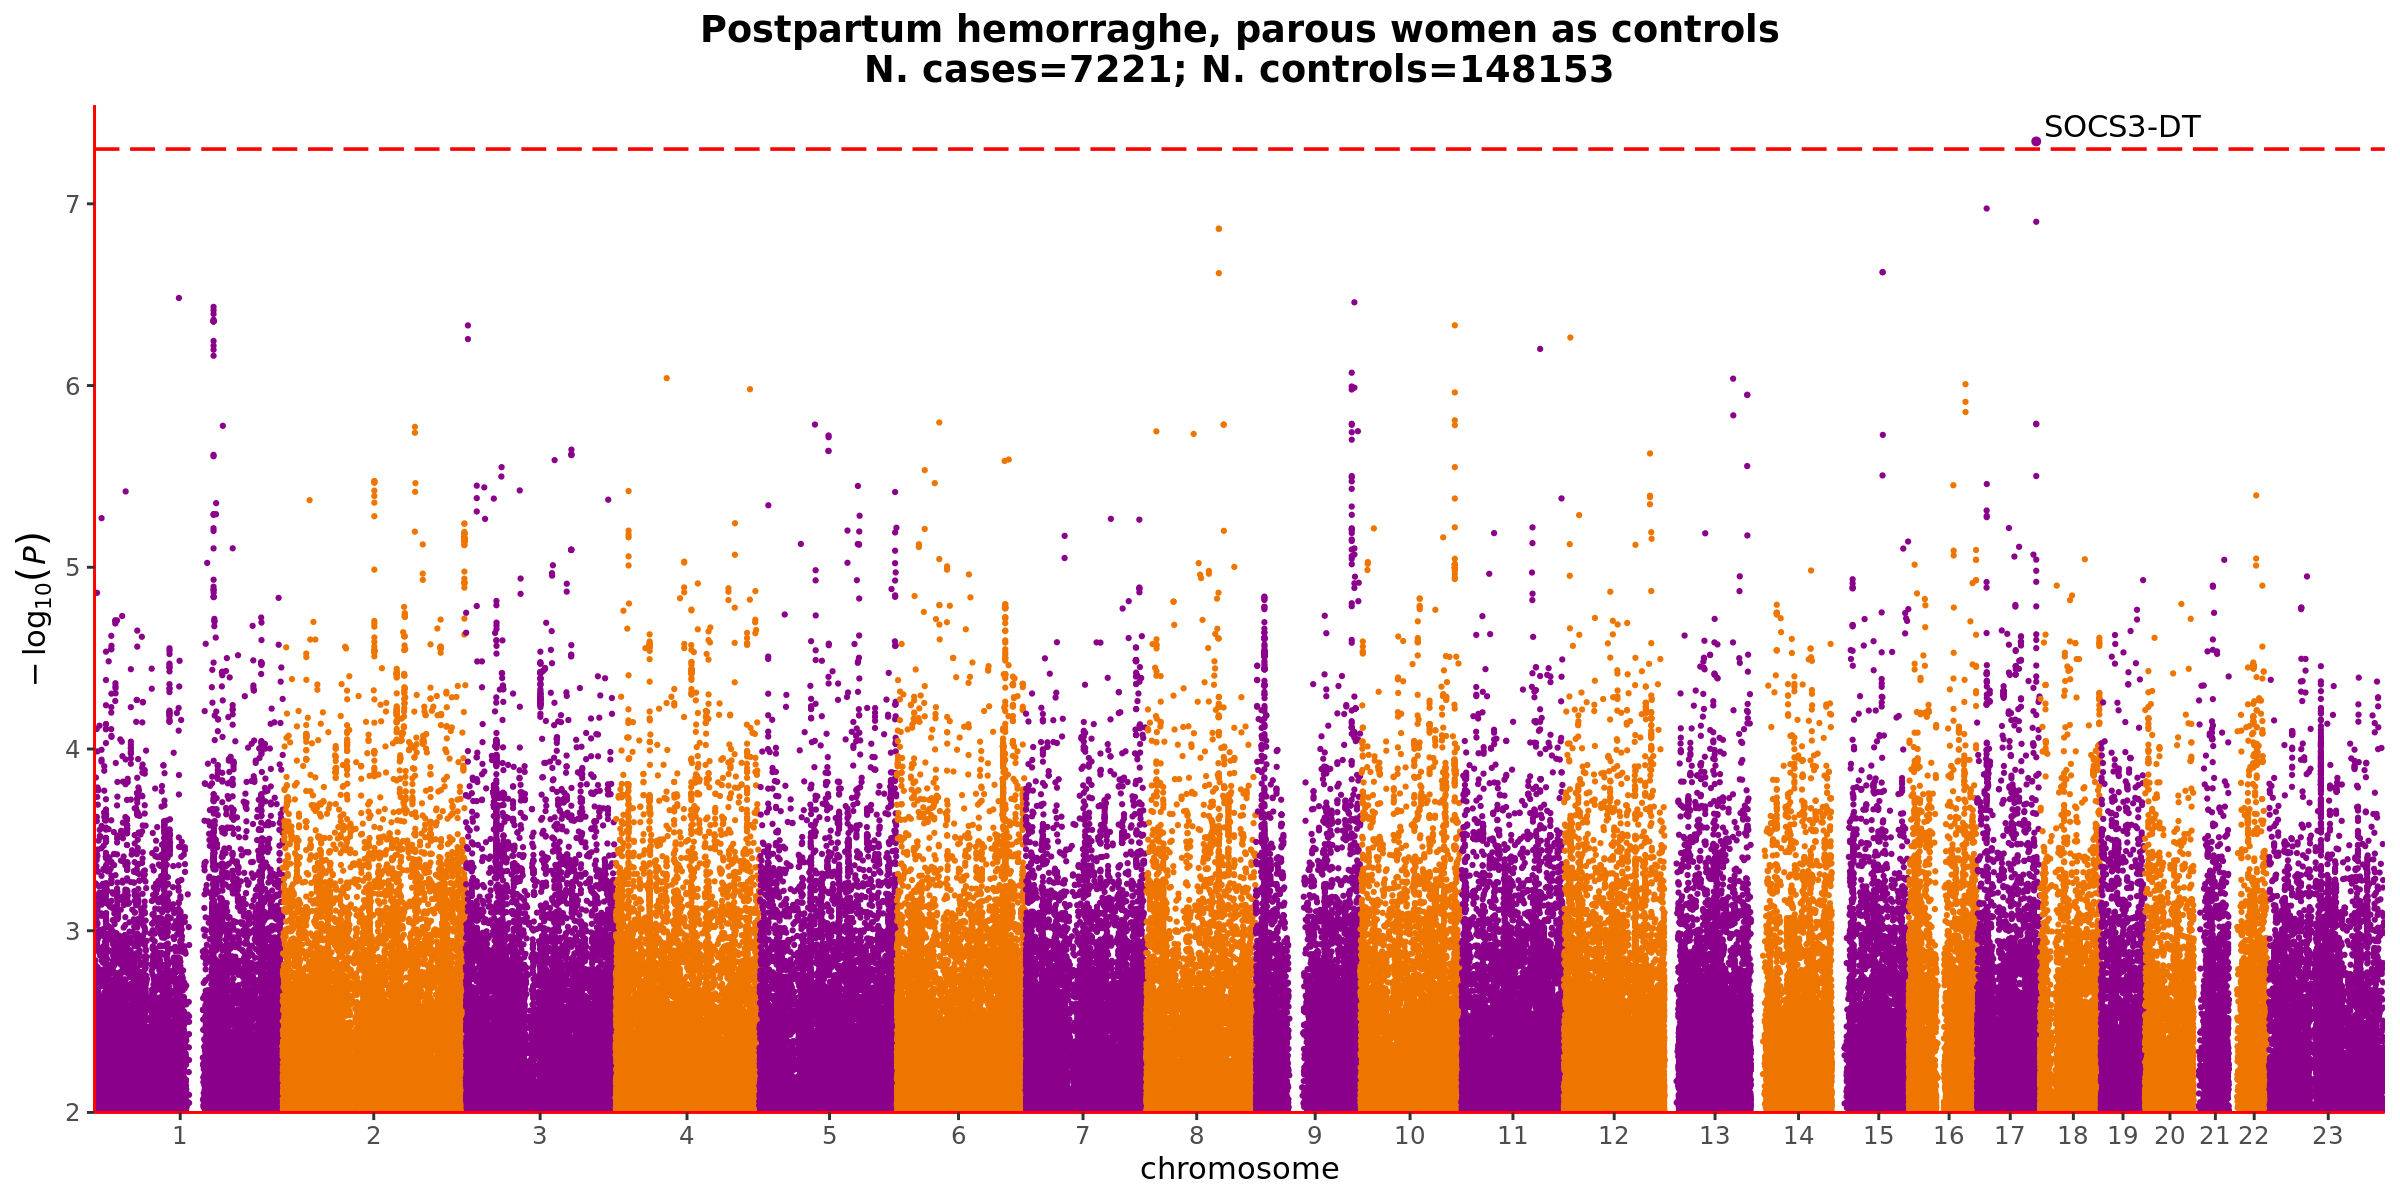 Postpartum hemorraghe, parous women as controls
N. cases=7221; N. controls=148153
SOCS3-DT
7
6
5
4
3
2
−log₁₀(P)
1 2 3 4 5 6 7 8 9 10 11 12 13 14 15 16 17 18 19 20 21 22 23
chromosome